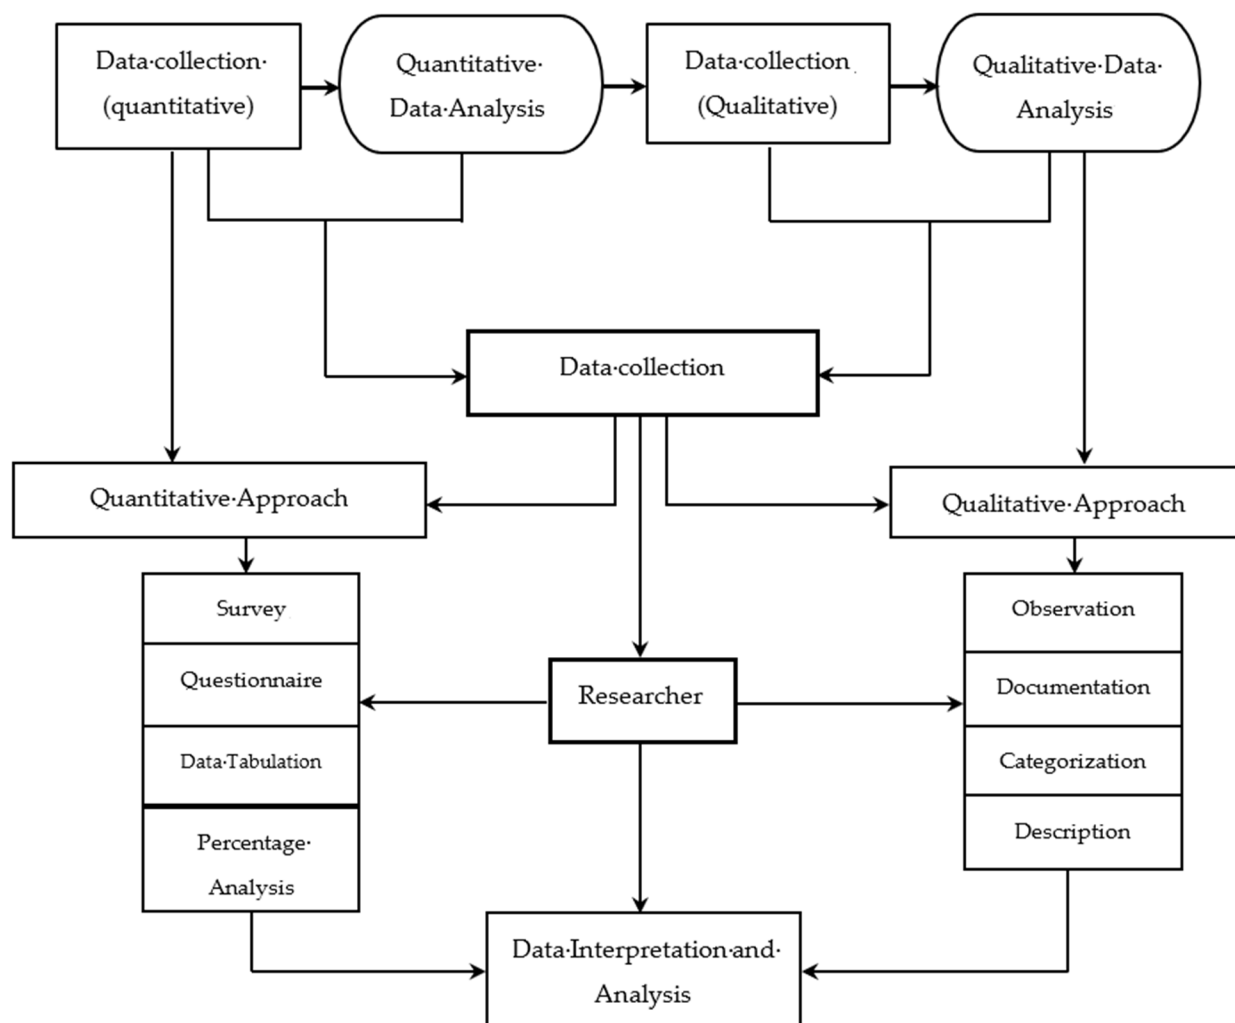 Data·collection·
(quantitative)
Quantitative·
Data·Analysis
Data·collection
(Qualitative)
Qualitative·Data·
Analysis
Data·collection
Quantitative·Approach
Qualitative·Approach
Survey
Questionnaire
Data·Tabulation
Percentage·
Analysis
Researcher
Observation
Documentation
Categorization
Description
Data·Interpretation·and·
Analysis